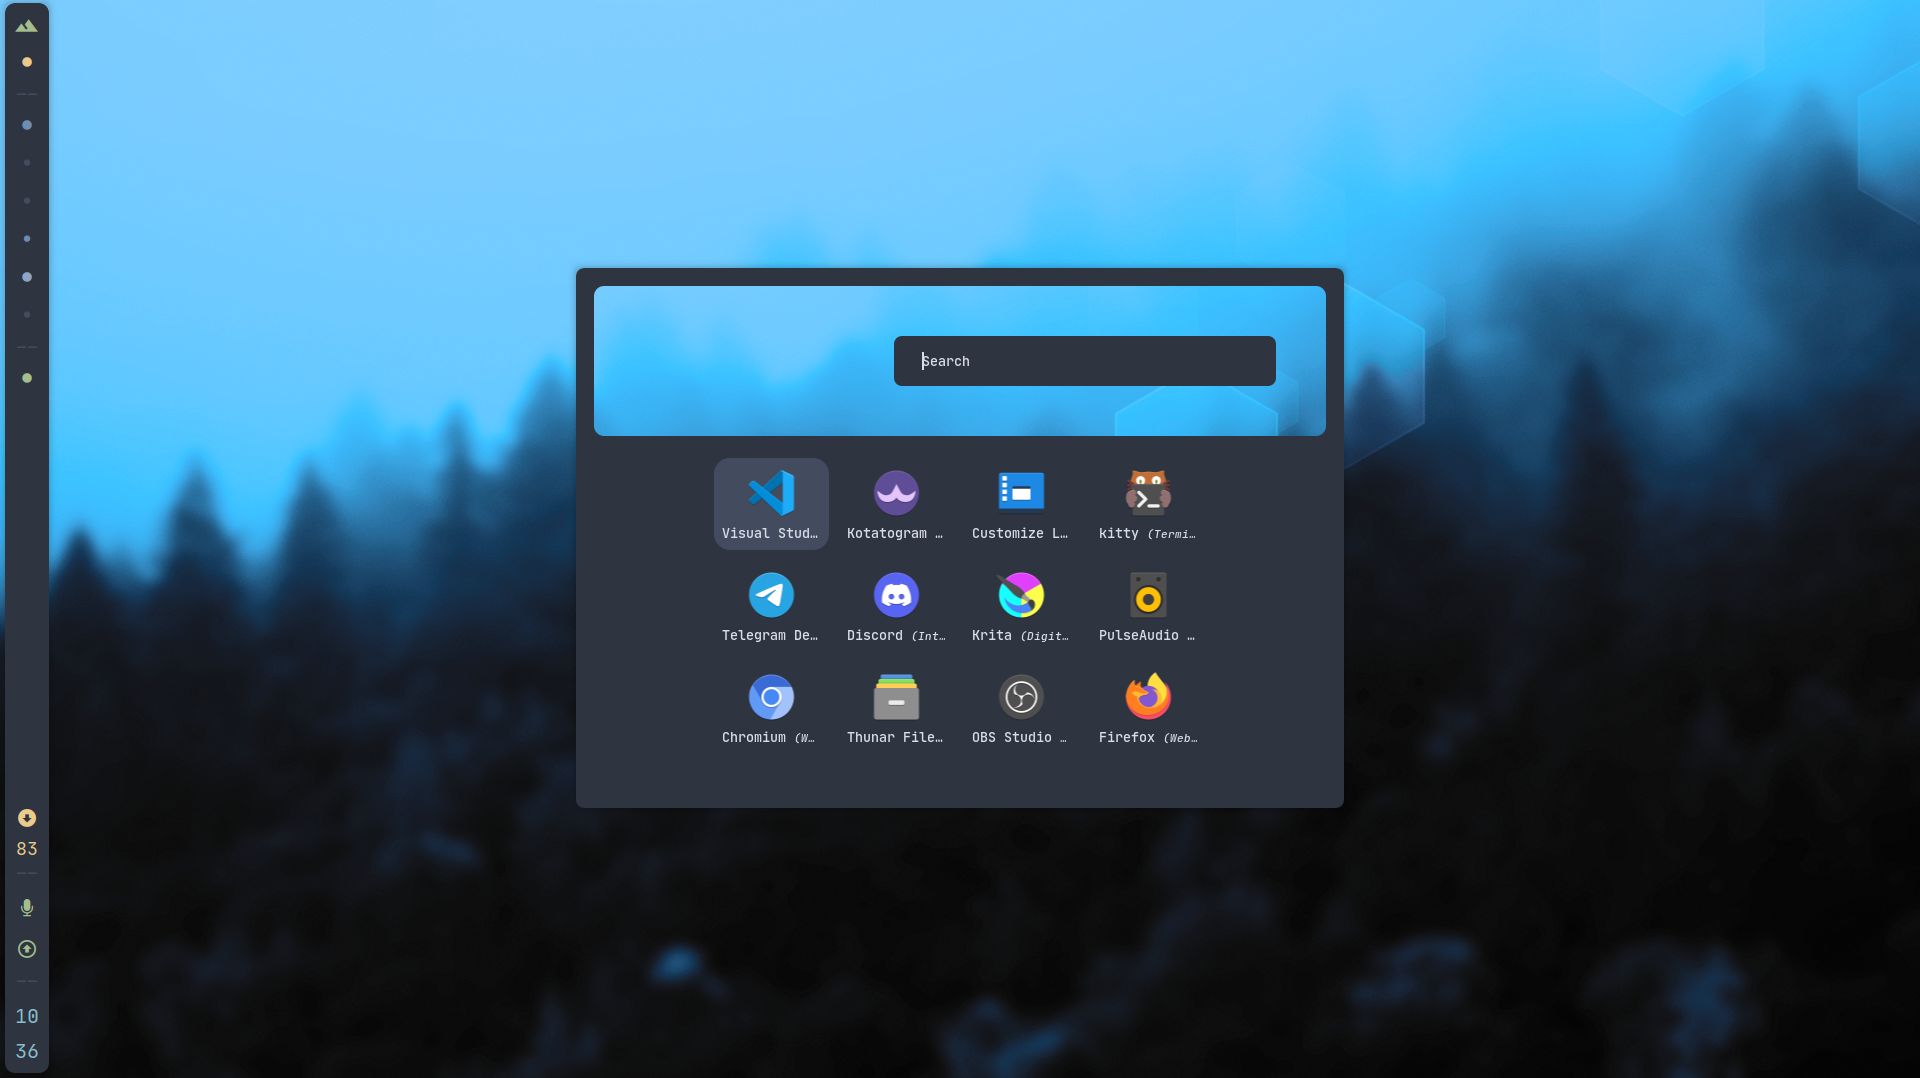 Search
Visual Stud…
Kotatogram …
Customize L…
kitty (Termi…
Telegram De…
Discord (Int…
Krita (Digit…
PulseAudio …
Chromium (W…
Thunar File…
OBS Studio …
Firefox (Web…
83
10
36